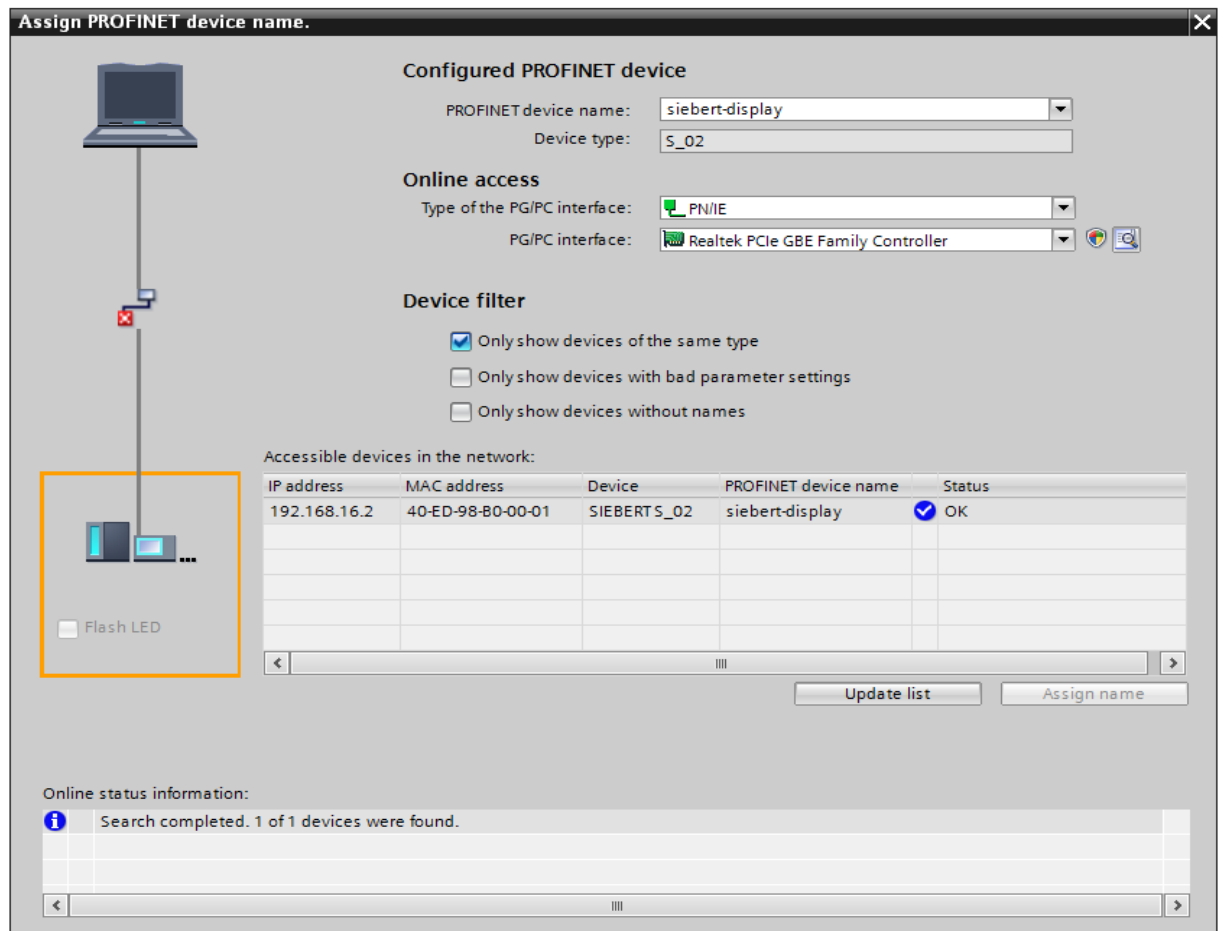 Assign PROFINET device name.
Configured PROFINET device
PROFINET device name: siebert-display
Device type: S_02
Online access
Type of the PG/PC interface: PN/IE
PG/PC interface: Realtek PCIe GBE Family Controller
Device filter
Only show devices of the same type
Only show devices with bad parameter settings
Only show devices without names
Accessible devices in the network:
IP address MAC address Device PROFINET device name Status
192.168.16.2 40-ED-98-B0-00-01 SIEBERT S_02 siebert-display OK
...
Flash LED
Update list Assign name
Online status information:
Search completed. 1 of 1 devices were found.